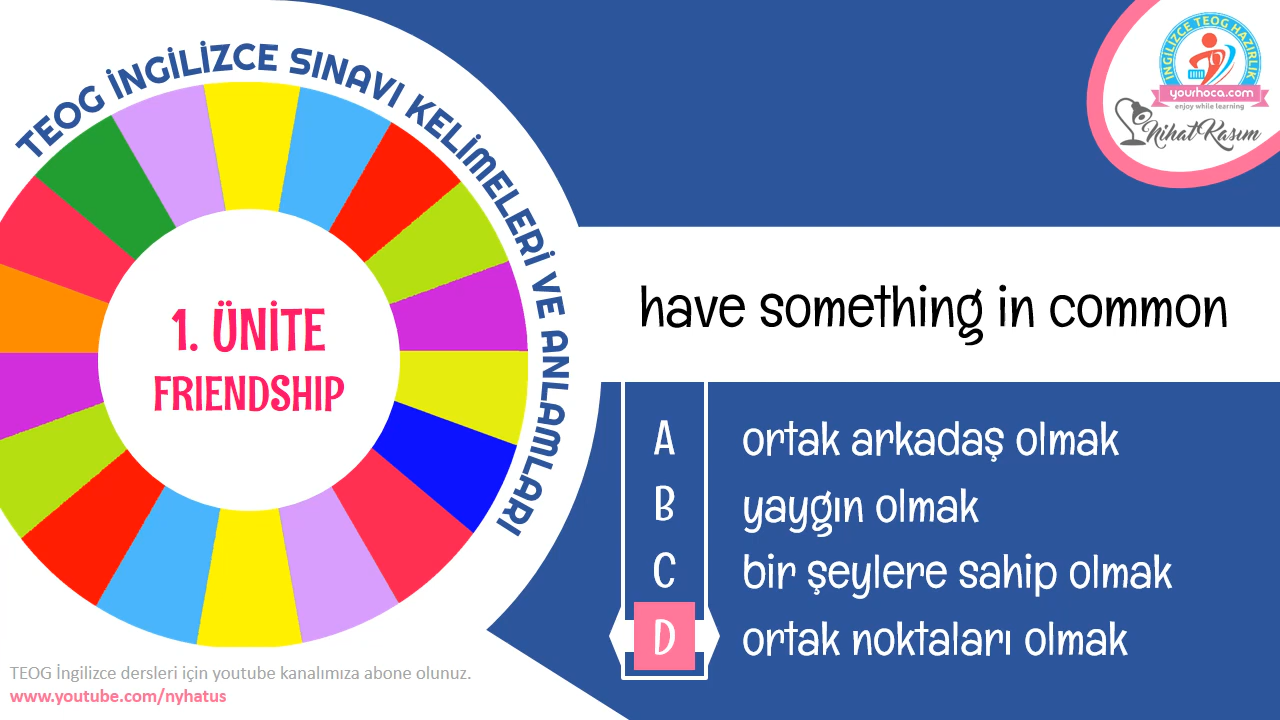 TEOG İNGİLİZCE SINAVI KELİMELERİ VE ANLAMLARI
İNGİLİZCE TEOG HAZIRLIK
yourhoca.com
enjoy while learning
Nihat Kasım
1. ÜNİTE
FRIENDSHIP
have something in common
A ortak arkadaş olmak
B yaygın olmak
C bir şeylere sahip olmak
D ortak noktaları olmak
TEOG İngilizce dersleri için youtube kanalımıza abone olunuz.
www.youtube.com/nyhatus